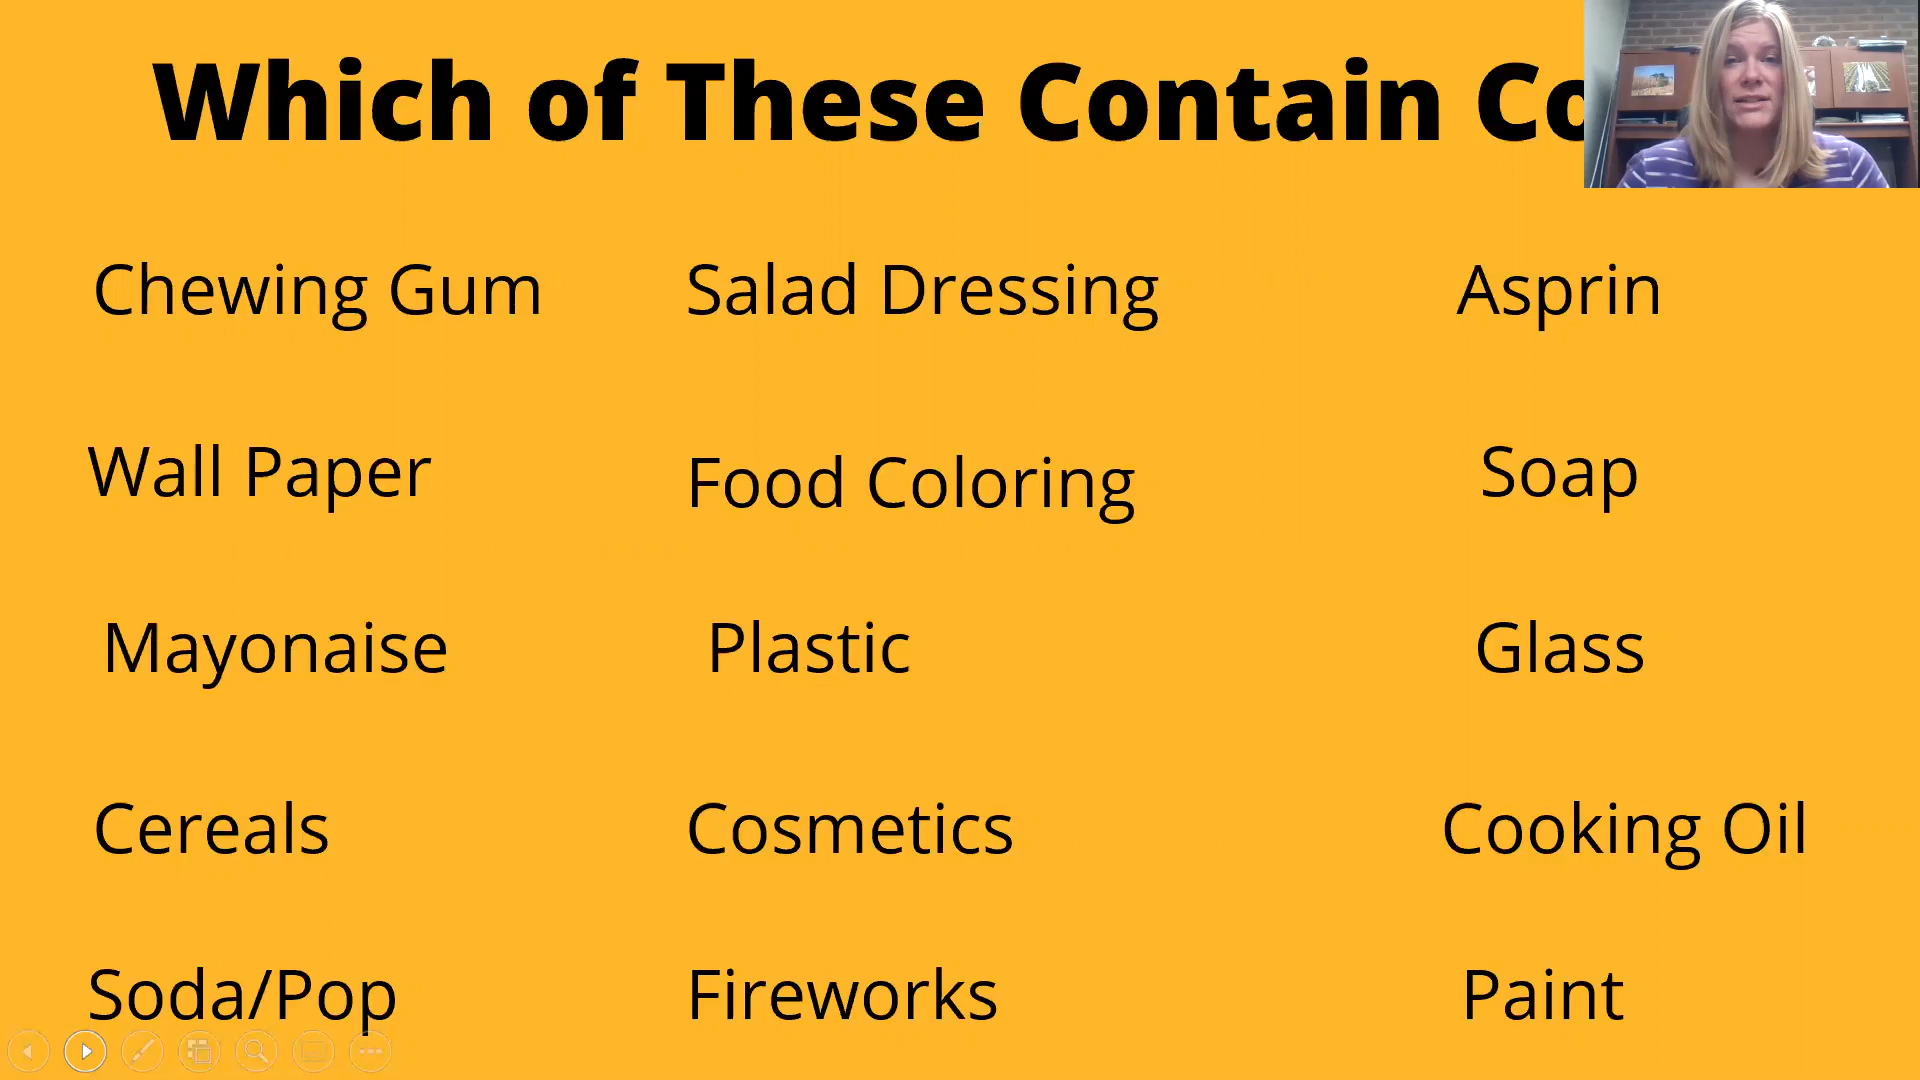 Which of These Contain Co
Chewing Gum Salad Dressing Asprin
Wall Paper Food Coloring Soap
Mayonaise Plastic Glass
Cereals Cosmetics Cooking Oil
Soda/Pop Fireworks Paint